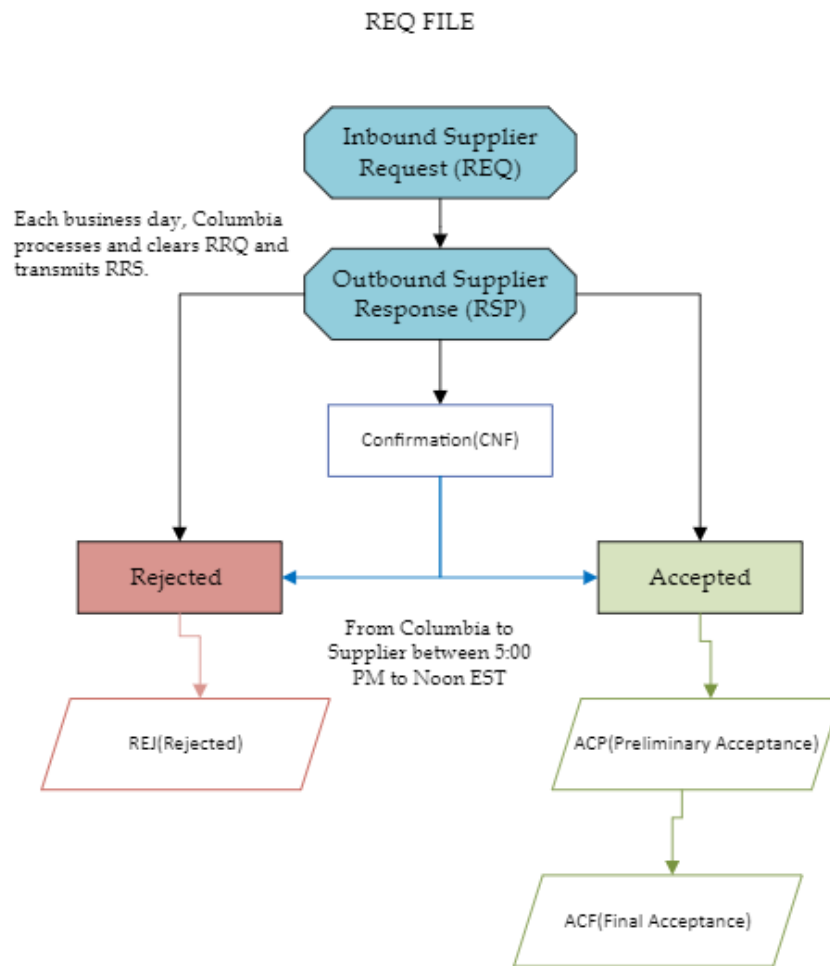 REQ FILE
Inbound Supplier
Request (REQ)
Each business day, Columbia
processes and clears RRQ and
transmits RRS.
Outbound Supplier
Response (RSP)
Confirmation(CNF)
Rejected
Accepted
From Columbia to
Supplier between 5:00
PM to Noon EST
REJ(Rejected)
ACP(Preliminary Acceptance)
ACF(Final Acceptance)